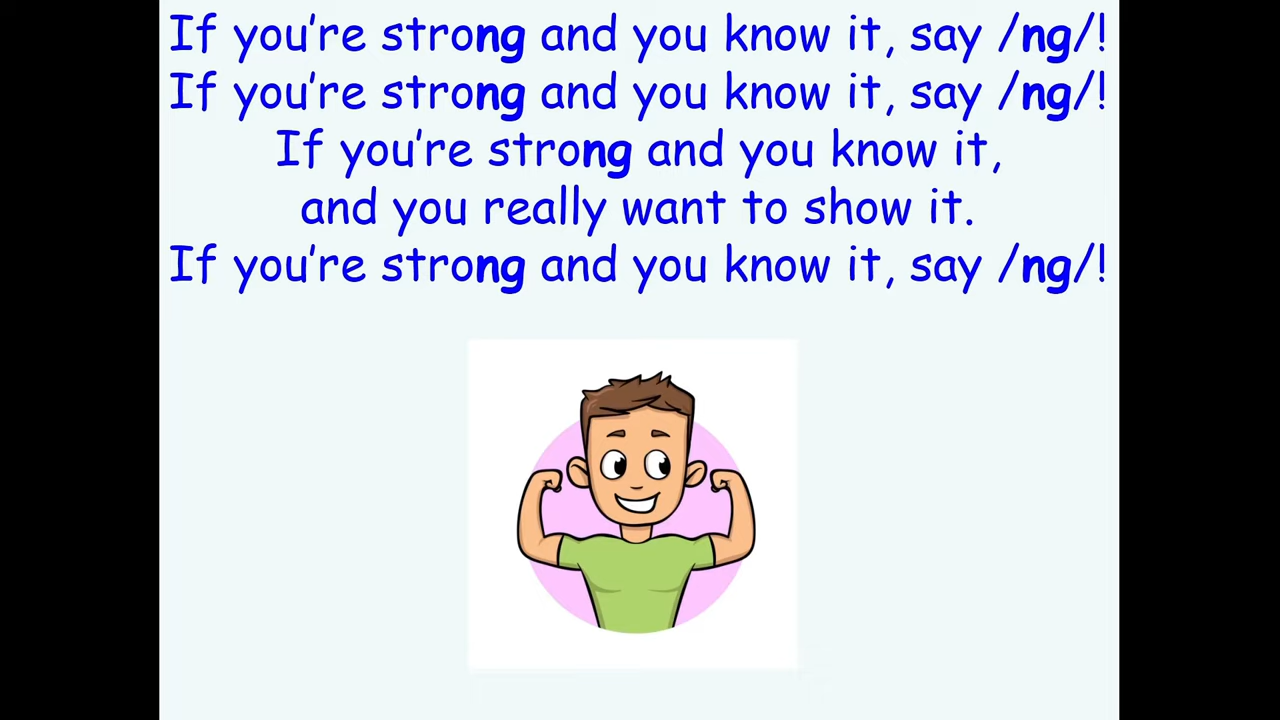 If you're strong and you know it, say /ng/!
If you're strong and you know it, say /ng/!
If you're strong and you know it,
and you really want to show it.
If you're strong and you know it, say /ng/!